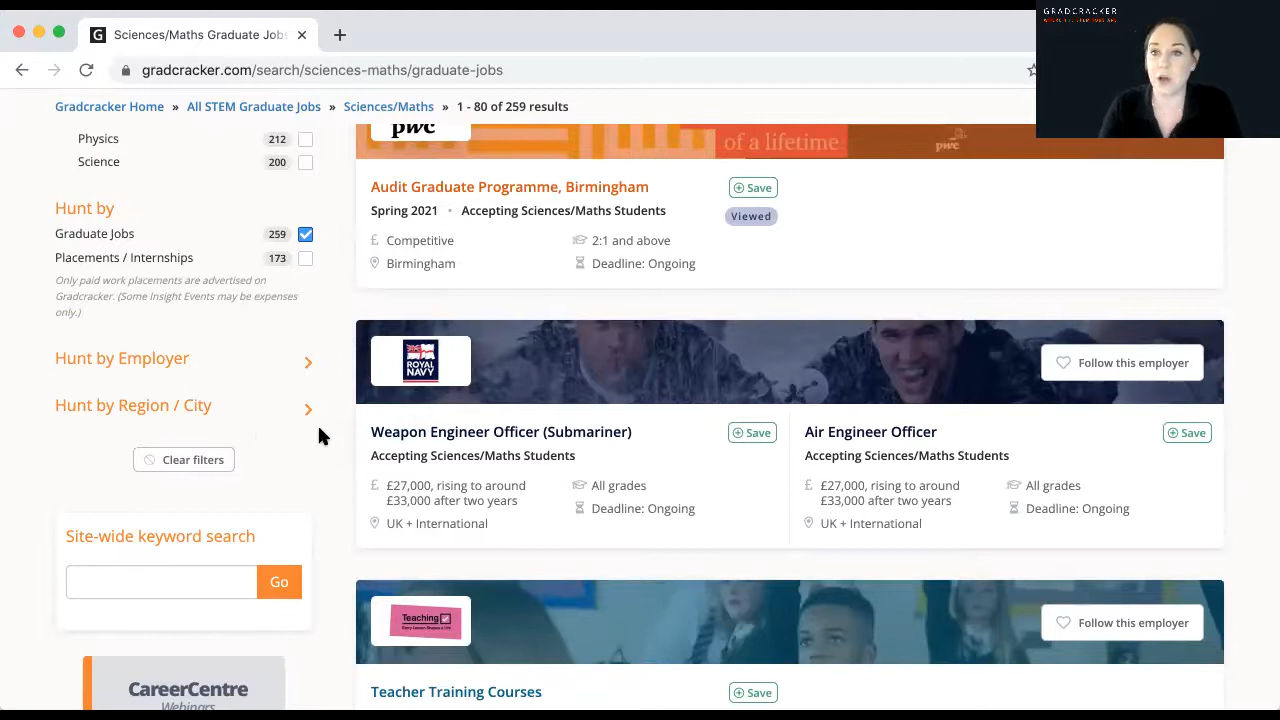 GRADCRACKER
Sciences/Maths Graduate Jobs
gradcracker.com/search/sciences-maths/graduate-jobs
Gradcracker Home » All STEM Graduate Jobs » Sciences/Maths » 1 - 80 of 259 results
Physics 212
Science 200
Hunt by
Graduate Jobs 259
Placements / Internships 173
Only paid work placements are advertised on
Gradcracker. (Some Insight Events may be expenses
only.)
Hunt by Employer
Hunt by Region / City
Clear filters
Site-wide keyword search
Go
CareerCentre
Webinars
pwc
of a lifetime
pwc
Audit Graduate Programme, Birmingham
Save
Spring 2021 • Accepting Sciences/Maths Students
Viewed
£ Competitive
2:1 and above
Birmingham
Deadline: Ongoing
ROYAL
NAVY
Follow this employer
Weapon Engineer Officer (Submariner)
Save
Accepting Sciences/Maths Students
£ £27,000, rising to around
£33,000 after two years
All grades
Deadline: Ongoing
UK + International
Air Engineer Officer
Save
Accepting Sciences/Maths Students
£ £27,000, rising to around
£33,000 after two years
All grades
Deadline: Ongoing
UK + International
Teaching
Follow this employer
Teacher Training Courses
Save